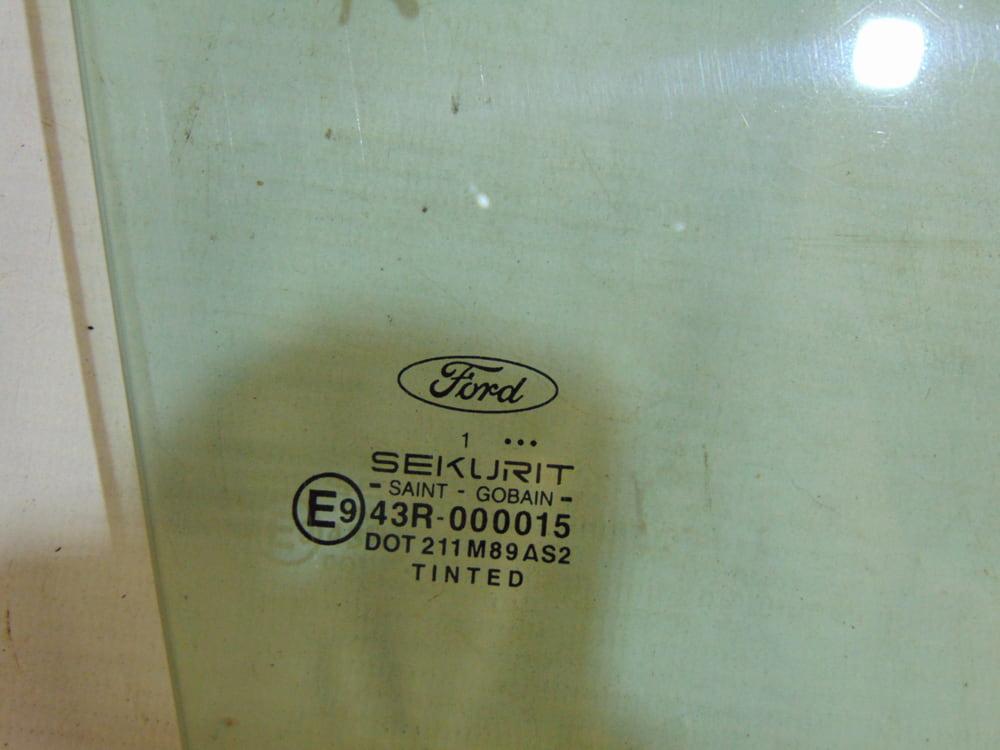 Ford
1 ...
SEKURIT
- SAINT - GOBAIN -
E9 43R-000015
DOT 211 M89 AS2
TINTED